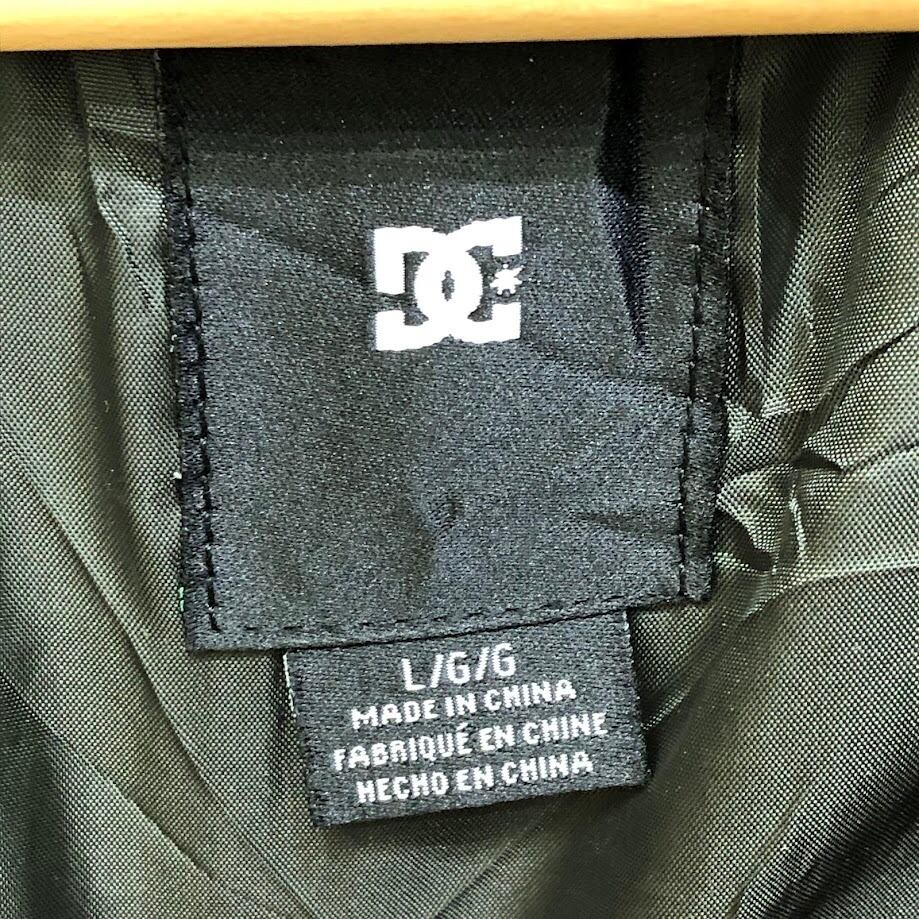 DC
L/G/G
MADE IN CHINA
FABRIQUÉ EN CHINE
HECHO EN CHINA